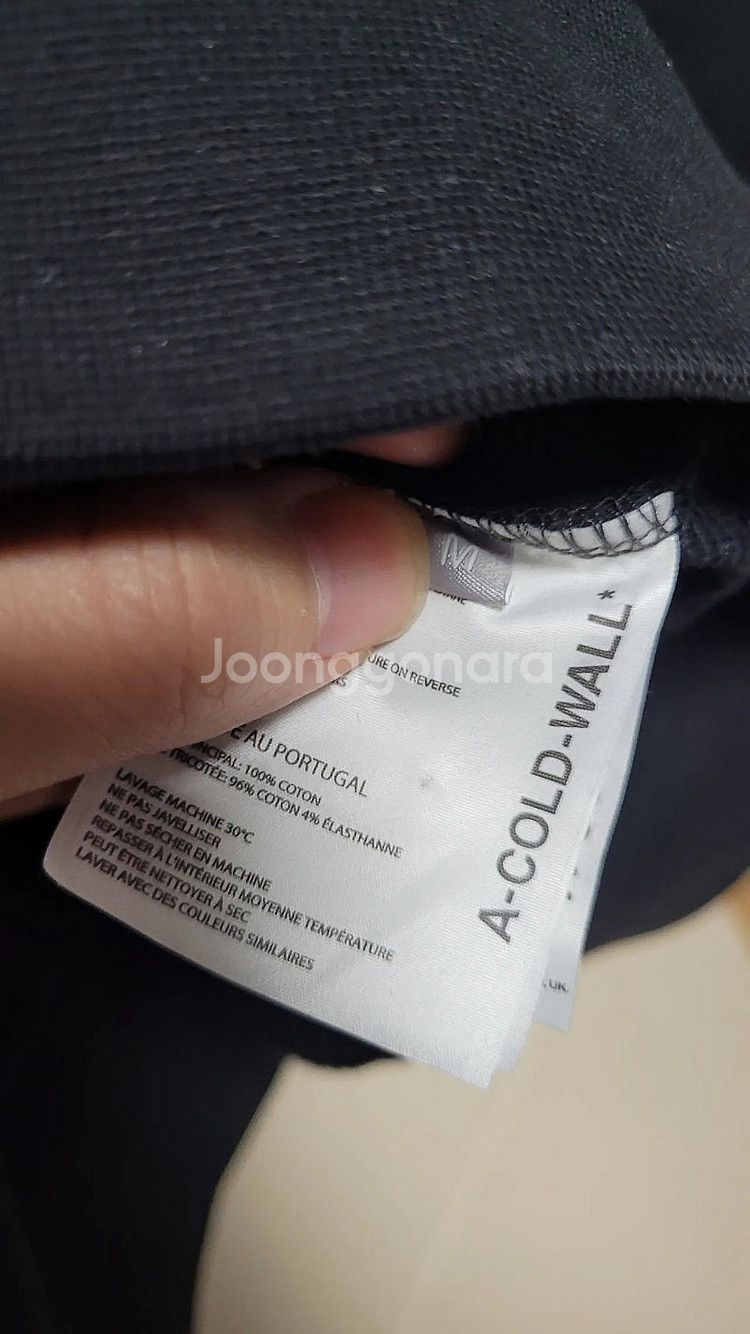 M
URE ON REVERSE
Joonggonara
AU PORTUGAL
100% COTON
TRICOTÉE: 96% COTON 4% ÉLASTHANNE
LAVAGE MACHINE 30°C
NE PAS JAVELLISER
NE PAS SÉCHER EN MACHINE
REPASSER À L'INTÉRIEUR MOYENNE TEMPÉRATURE
PEUT ÊTRE NETTOYER À SEC
LAVER AVEC DES COULEURS SIMILAIRES
A-COLD-WALL*
, UK.